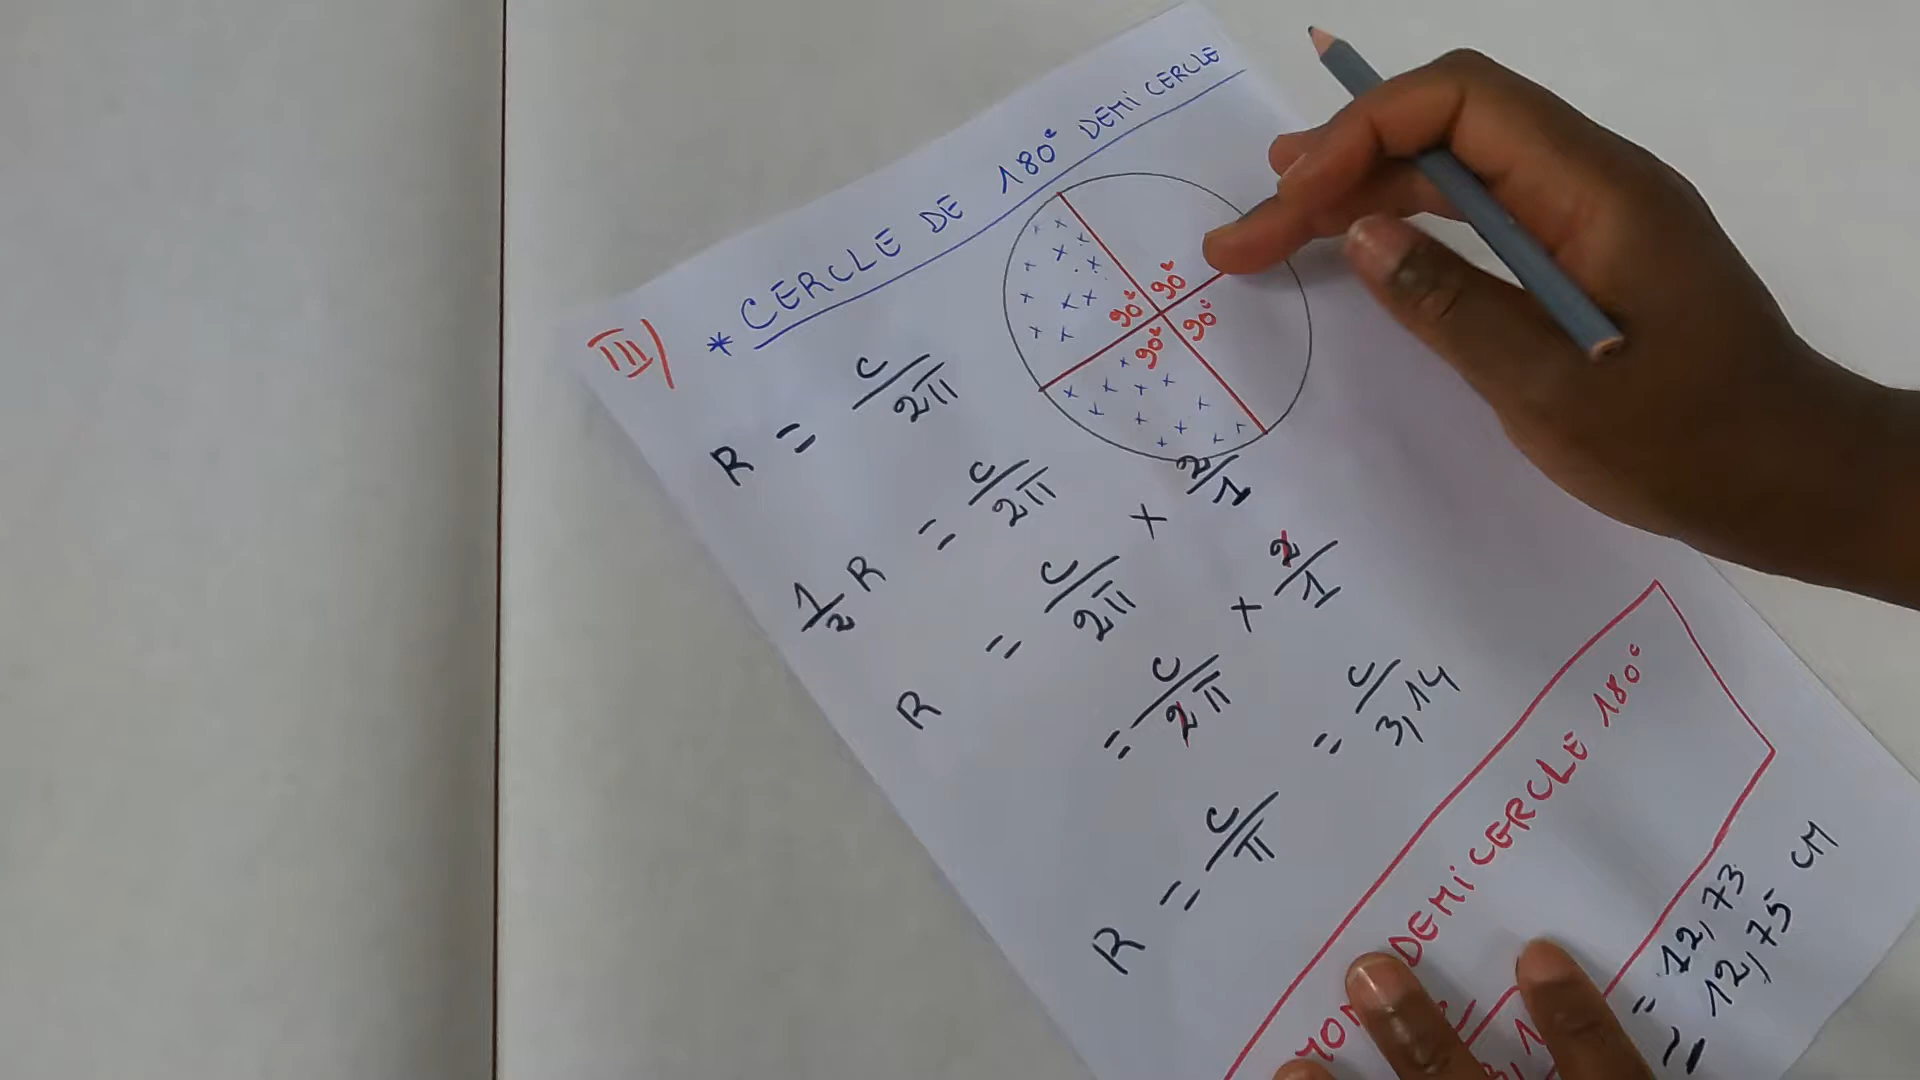 III) * CERCLE DE 180° DEMI CERCLE
90° 90°
90° 90°
R = C/2π
1/2 R = C/2π × 2/1
R = C/2π × 2/1
= C/2π = C/3,14
R = C/π
DEMI CERCLE 180°
= 12,73
≃ 12,75 CM